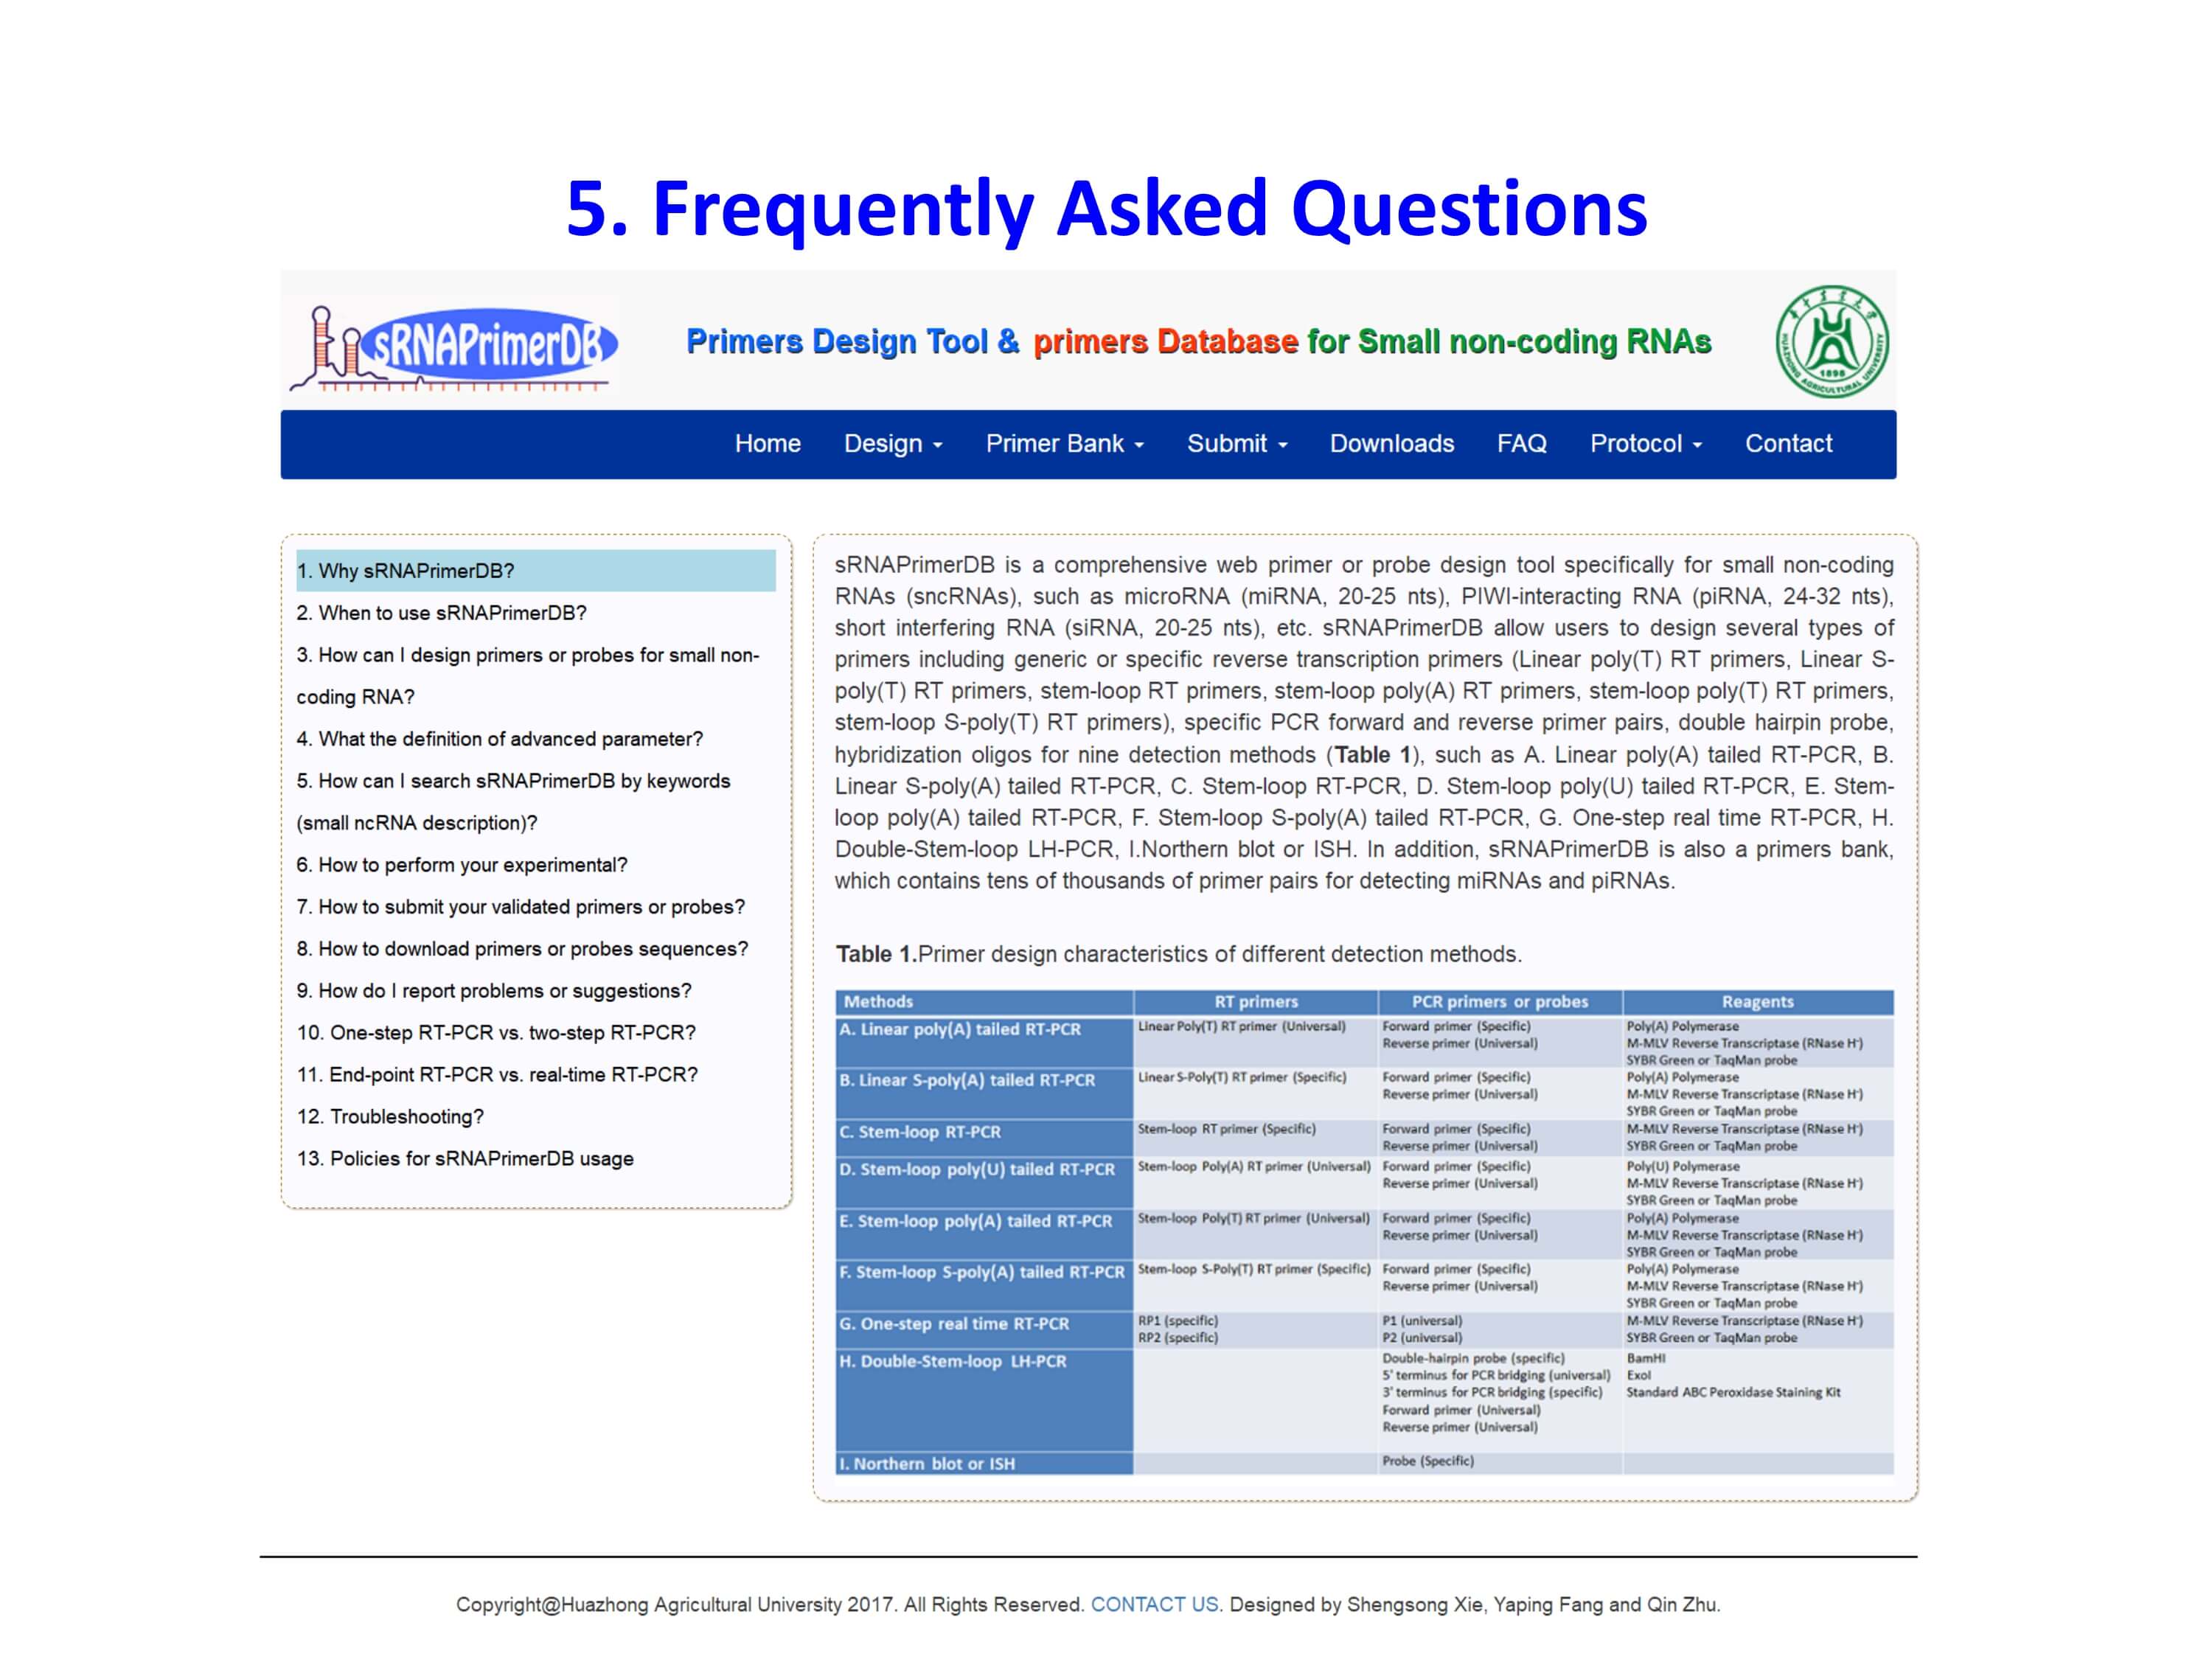 5. Frequently Asked Questions
sRNAPrimerDB
Primers Design Tool & primers Database for Small non-coding RNAs
HUAZHONG AGRICULTURAL UNIVERSITY
1898
Home Design Primer Bank Submit Downloads FAQ Protocol Contact
1. Why sRNAPrimerDB?
2. When to use sRNAPrimerDB?
3. How can I design primers or probes for small non-
coding RNA?
4. What the definition of advanced parameter?
5. How can I search sRNAPrimerDB by keywords
(small ncRNA description)?
6. How to perform your experimental?
7. How to submit your validated primers or probes?
8. How to download primers or probes sequences?
9. How do I report problems or suggestions?
10. One-step RT-PCR vs. two-step RT-PCR?
11. End-point RT-PCR vs. real-time RT-PCR?
12. Troubleshooting?
13. Policies for sRNAPrimerDB usage
sRNAPrimerDB is a comprehensive web primer or probe design tool specifically for small non-coding
RNAs (sncRNAs), such as microRNA (miRNA, 20-25 nts), PIWI-interacting RNA (piRNA, 24-32 nts),
short interfering RNA (siRNA, 20-25 nts), etc. sRNAPrimerDB allow users to design several types of
primers including generic or specific reverse transcription primers (Linear poly(T) RT primers, Linear S-
poly(T) RT primers, stem-loop RT primers, stem-loop poly(A) RT primers, stem-loop poly(T) RT primers,
stem-loop S-poly(T) RT primers), specific PCR forward and reverse primer pairs, double hairpin probe,
hybridization oligos for nine detection methods (Table 1), such as A. Linear poly(A) tailed RT-PCR, B.
Linear S-poly(A) tailed RT-PCR, C. Stem-loop RT-PCR, D. Stem-loop poly(U) tailed RT-PCR, E. Stem-
loop poly(A) tailed RT-PCR, F. Stem-loop S-poly(A) tailed RT-PCR, G. One-step real time RT-PCR, H.
Double-Stem-loop LH-PCR, I.Northern blot or ISH. In addition, sRNAPrimerDB is also a primers bank,
which contains tens of thousands of primer pairs for detecting miRNAs and piRNAs.
Table 1.Primer design characteristics of different detection methods.
Methods RT primers PCR primers or probes Reagents
A. Linear poly(A) tailed RT-PCR Linear Poly(T) RT primer (Universal) Forward primer (Specific) Poly(A) Polymerase
Reverse primer (Universal) M-MLV Reverse Transcriptase (RNase H-)
SYBR Green or TaqMan probe
B. Linear S-poly(A) tailed RT-PCR Linear S-Poly(T) RT primer (Specific) Forward primer (Specific) Poly(A) Polymerase
Reverse primer (Universal) M-MLV Reverse Transcriptase (RNase H-)
SYBR Green or TaqMan probe
C. Stem-loop RT-PCR Stem-loop RT primer (Specific) Forward primer (Specific) M-MLV Reverse Transcriptase (RNase H-)
Reverse primer (Universal) SYBR Green or TaqMan probe
D. Stem-loop poly(U) tailed RT-PCR Stem-loop Poly(A) RT primer (Universal) Forward primer (Specific) Poly(U) Polymerase
Reverse primer (Universal) M-MLV Reverse Transcriptase (RNase H-)
SYBR Green or TaqMan probe
E. Stem-loop poly(A) tailed RT-PCR Stem-loop Poly(T) RT primer (Universal) Forward primer (Specific) Poly(A) Polymerase
Reverse primer (Universal) M-MLV Reverse Transcriptase (RNase H-)
SYBR Green or TaqMan probe
F. Stem-loop S-poly(A) tailed RT-PCR Stem-loop S-Poly(T) RT primer (Specific) Forward primer (Specific) Poly(A) Polymerase
Reverse primer (Universal) M-MLV Reverse Transcriptase (RNase H-)
SYBR Green or TaqMan probe
G. One-step real time RT-PCR RP1 (specific) P1 (universal) M-MLV Reverse Transcriptase (RNase H-)
RP2 (specific) P2 (universal) SYBR Green or TaqMan probe
H. Double-Stem-loop LH-PCR Double-hairpin probe (specific) BamHI
5' terminus for PCR bridging (universal) ExoI
3' terminus for PCR bridging (specific) Standard ABC Peroxidase Staining Kit
Forward primer (Universal)
Reverse primer (Universal)
I. Northern blot or ISH Probe (Specific)
Copyright@Huazhong Agricultural University 2017. All Rights Reserved. CONTACT US. Designed by Shengsong Xie, Yaping Fang and Qin Zhu.